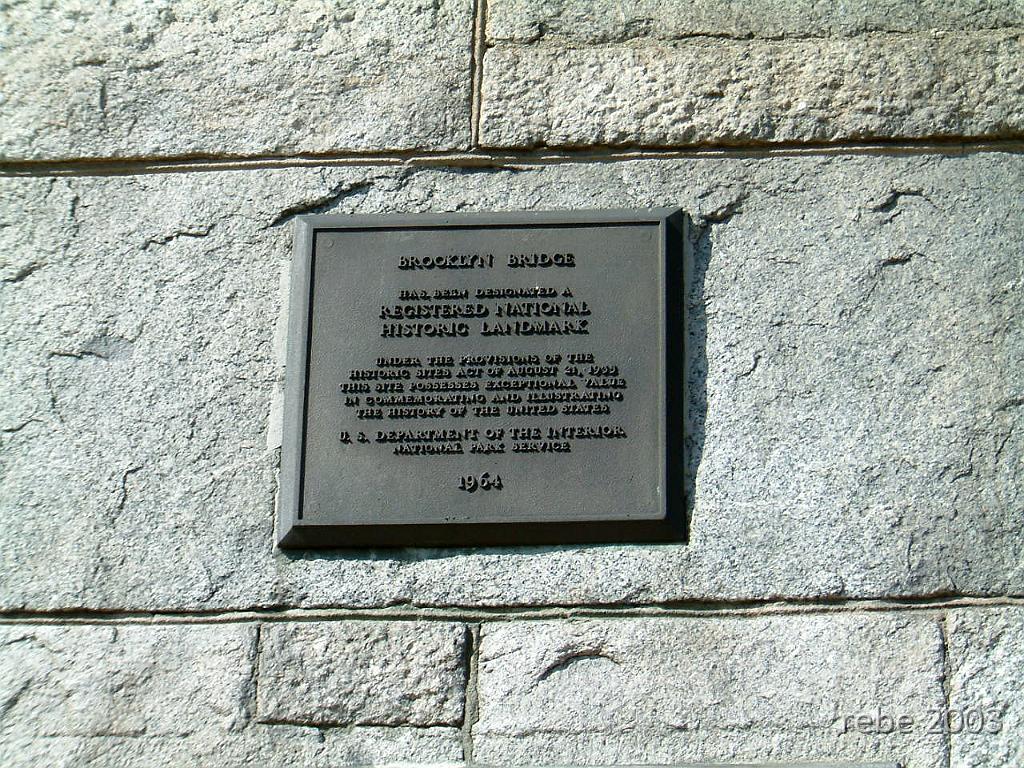 BROOKLYN BRIDGE
HAS BEEN DESIGNATED A
REGISTERED NATIONAL
HISTORIC LANDMARK
UNDER THE PROVISIONS OF THE
HISTORIC SITES ACT OF AUGUST 21, 1935
THIS SITE POSSESSES EXCEPTIONAL VALUE
IN COMMEMORATING AND ILLUSTRATING
THE HISTORY OF THE UNITED STATES
U. S. DEPARTMENT OF THE INTERIOR
NATIONAL PARK SERVICE
1964
rebe 2003